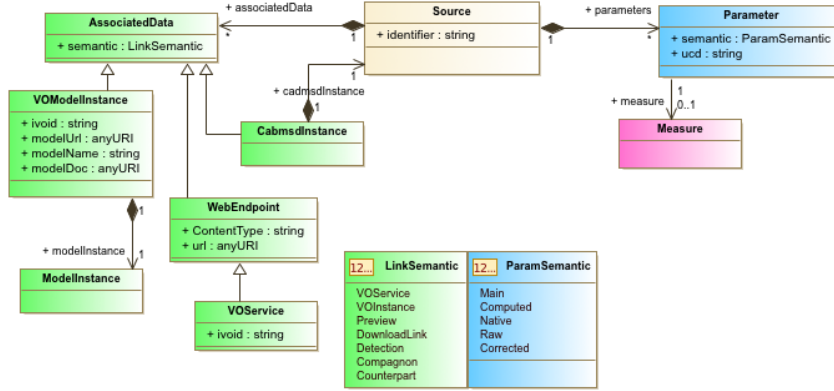 AssociatedData
+ semantic : LinkSemantic
+ associatedData
*
1
Source
+ identifier : string
1
+ parameters
*
Parameter
+ semantic : ParamSemantic
+ ucd : string
1
+ cadmsdInstance
1
CabmsdInstance
1
0..1
+ measure
Measure
VOModelInstance
+ ivoid : string
+ modelUrl : anyURI
+ modelName : string
+ modelDoc : anyURI
1
+ modelInstance
1
ModelInstance
WebEndpoint
+ ContentType : string
+ url : anyURI
VOService
+ ivoid : string
12...
LinkSemantic
VOService
VOInstance
Preview
DownloadLink
Detection
Compagnon
Counterpart
12...
ParamSemantic
Main
Computed
Native
Raw
Corrected